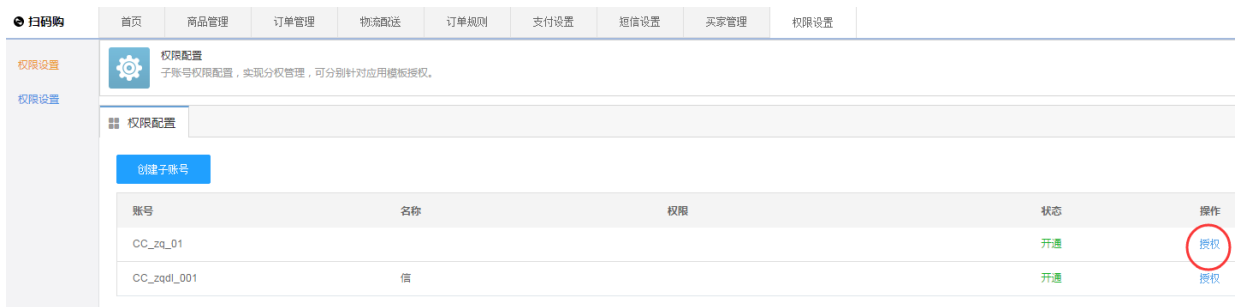 扫码购 首页 商品管理 订单管理 物流配送 订单规则 支付设置 短信设置 买家管理 权限设置
权限设置
权限设置
权限配置
子账号权限配置，实现分权管理，可分别针对应用模板授权。
权限配置
创建子账号
账号 名称 权限 状态 操作
CC_zq_01 开通 授权
CC_zqdl_001 信 开通 授权